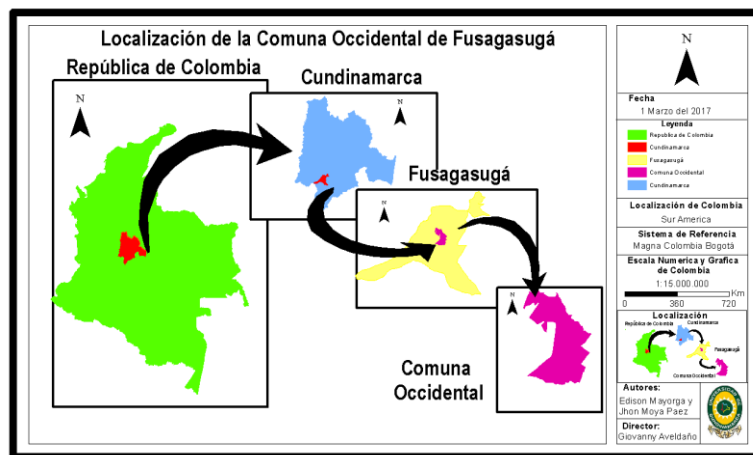 Localización de la Comuna Occidental de Fusagasugá
República de Colombia
N
Cundinamarca
N
Fusagasugá
N
Comuna
Occidental
N
N
Fecha
1 Marzo del 2017
Leyenda
Republica de Colombia
Cundinamarca
Fusagasugá
Comuna Occidental
Cundinamarca
Localización de Colombia
Sur America
Sistema de Referencia
Magna Colombia Bogotá
Escala Numerica y Grafica
de Colombia
1:15.000.000
Km
0 360 720
Localización
República de Colombia
Cundinamarca
Fusagasugá
Comuna Occidental
Autores:
Edison Mayorga y
Jhon Moya Paez
Director:
Giovanny Aveldaño